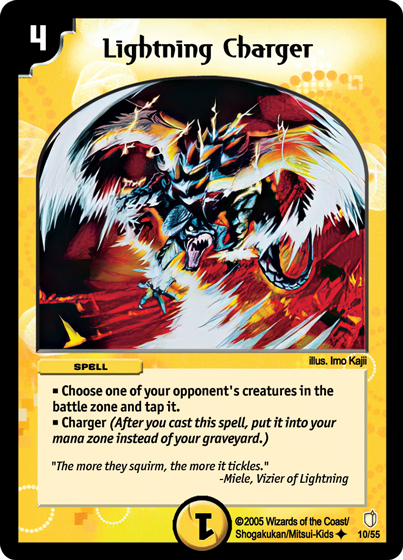 4
Lightning Charger
illus. Imo Kajii
SPELL
▪ Choose one of your opponent's creatures in the
battle zone and tap it.
▪ Charger (After you cast this spell, put it into your
mana zone instead of your graveyard.)
"The more they squirm, the more it tickles."
-Miele, Vizier of Lightning
1
©2005 Wizards of the Coast/
Shogakukan/Mitsui-Kids ✦ 10/55